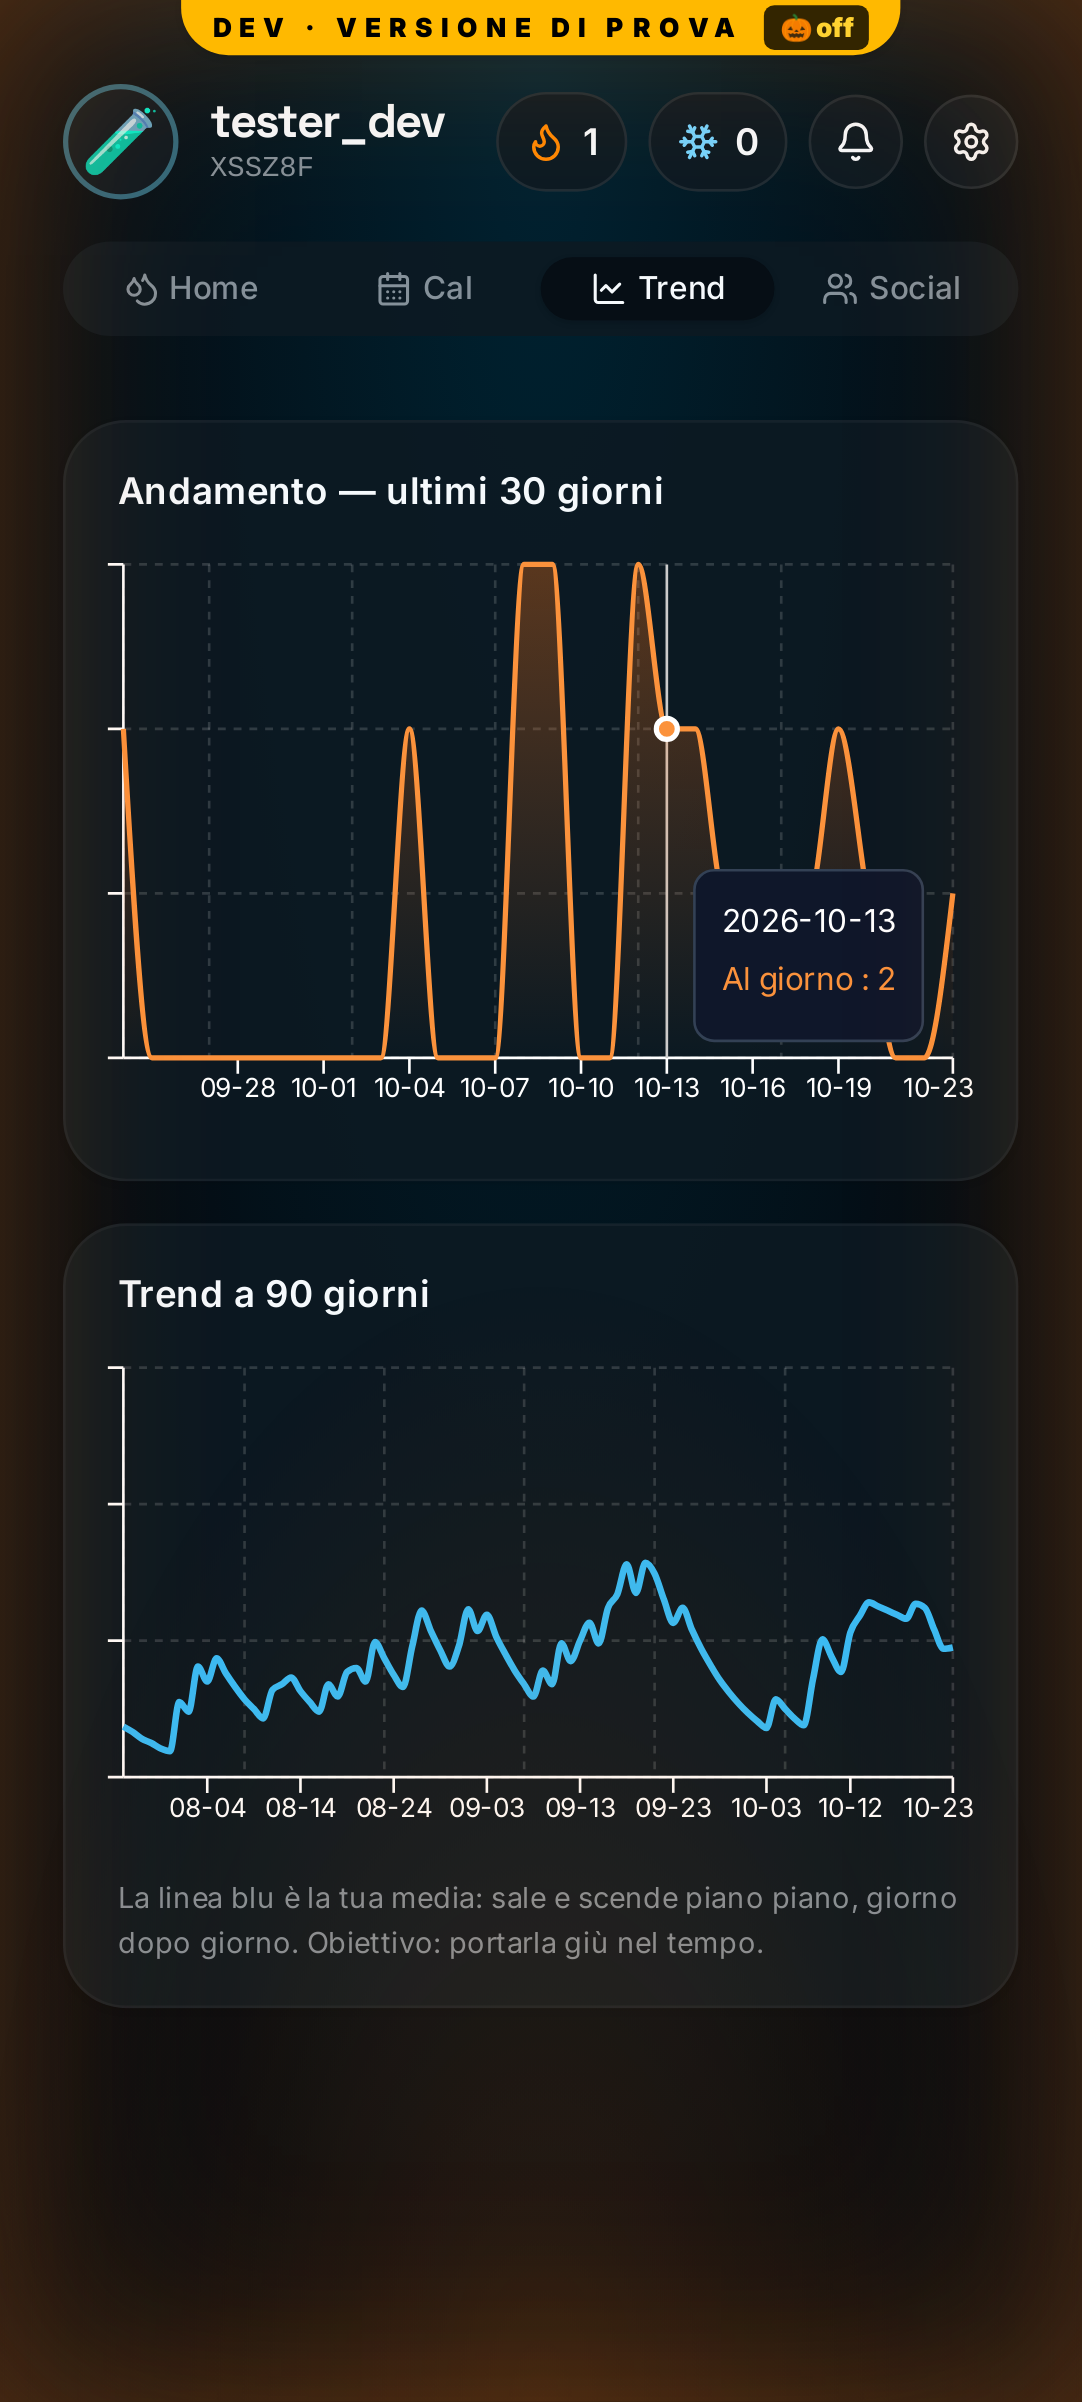 DEV · VERSIONE DI PROVA 🎃 off
tester_dev
XSSZ8F
1
0
Home
Cal
Trend
Social
Andamento — ultimi 30 giorni
2026-10-13
Al giorno : 2
09-28 10-01 10-04 10-07 10-10 10-13 10-16 10-19 10-23
Trend a 90 giorni
08-04 08-14 08-24 09-03 09-13 09-23 10-03 10-12 10-23
La linea blu è la tua media: sale e scende piano piano, giorno
dopo giorno. Obiettivo: portarla giù nel tempo.